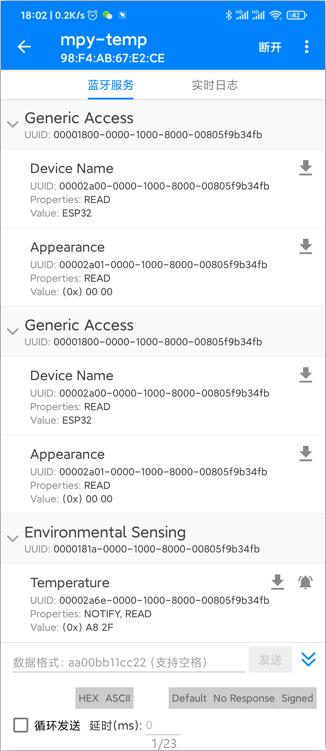 18:02 | 0.2K/s
42
mpy-temp
98:F4:AB:67:E2:CE
断开
蓝牙服务
实时日志
Generic Access
UUID: 00001800-0000-1000-8000-00805f9b34fb
Device Name
UUID: 00002a00-0000-1000-8000-00805f9b34fb
Properties: READ
Value: ESP32
Appearance
UUID: 00002a01-0000-1000-8000-00805f9b34fb
Properties: READ
Value: (0x) 00 00
Generic Access
UUID: 00001800-0000-1000-8000-00805f9b34fb
Device Name
UUID: 00002a00-0000-1000-8000-00805f9b34fb
Properties: READ
Value: ESP32
Appearance
UUID: 00002a01-0000-1000-8000-00805f9b34fb
Properties: READ
Value: (0x) 00 00
Environmental Sensing
UUID: 0000181a-0000-1000-8000-00805f9b34fb
Temperature
UUID: 00002a6e-0000-1000-8000-00805f9b34fb
Properties: NOTIFY, READ
Value: (0x) A8 2F
数据格式: aa00bb11cc22 (支持空格)
发送
HEX ASCII
Default No Response Signed
循环发送 延时(ms): 0
1/23